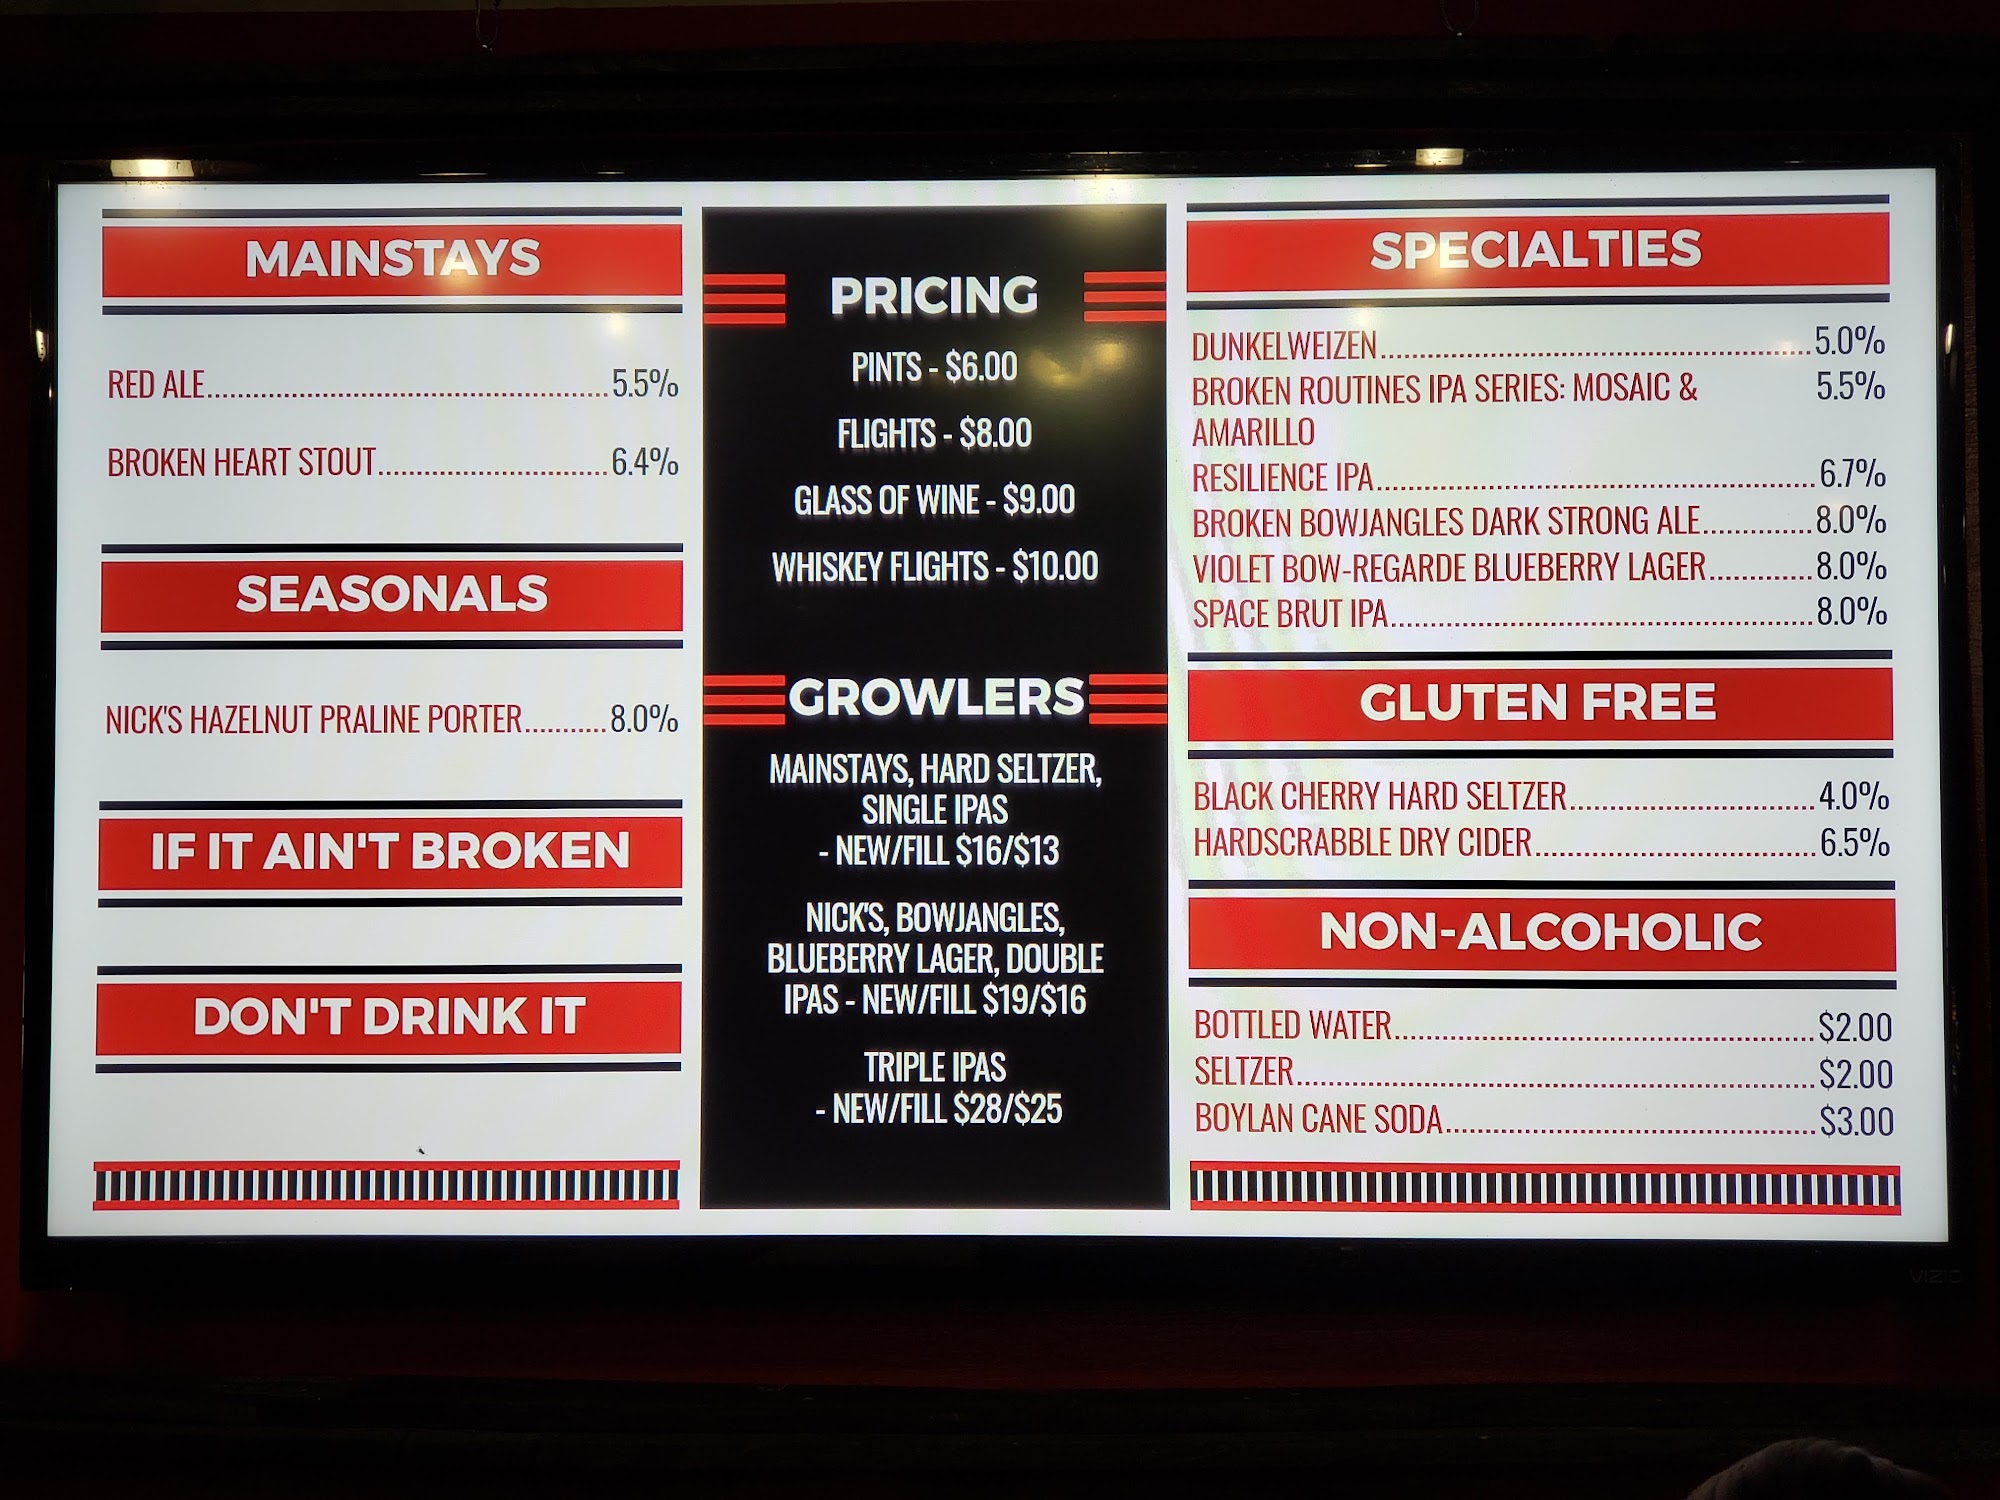 MAINSTAYS
RED ALE 5.5%
BROKEN HEART STOUT 6.4%
SEASONALS
NICK'S HAZELNUT PRALINE PORTER 8.0%
IF IT AIN'T BROKEN
DON'T DRINK IT
PRICING
PINTS - $6.00
FLIGHTS - $8.00
GLASS OF WINE - $9.00
WHISKEY FLIGHTS - $10.00
GROWLERS
MAINSTAYS, HARD SELTZER,
SINGLE IPAS
- NEW/FILL $16/$13
NICK'S, BOWJANGLES,
BLUEBERRY LAGER, DOUBLE
IPAS - NEW/FILL $19/$16
TRIPLE IPAS
- NEW/FILL $28/$25
SPECIALTIES
DUNKELWEIZEN 5.0%
BROKEN ROUTINES IPA SERIES: MOSAIC & 5.5%
AMARILLO
RESILIENCE IPA 6.7%
BROKEN BOWJANGLES DARK STRONG ALE 8.0%
VIOLET BOW-REGARDE BLUEBERRY LAGER 8.0%
SPACE BRUT IPA 8.0%
GLUTEN FREE
BLACK CHERRY HARD SELTZER 4.0%
HARDSCRABBLE DRY CIDER 6.5%
NON-ALCOHOLIC
BOTTLED WATER $2.00
SELTZER $2.00
BOYLAN CANE SODA $3.00
VIZIO